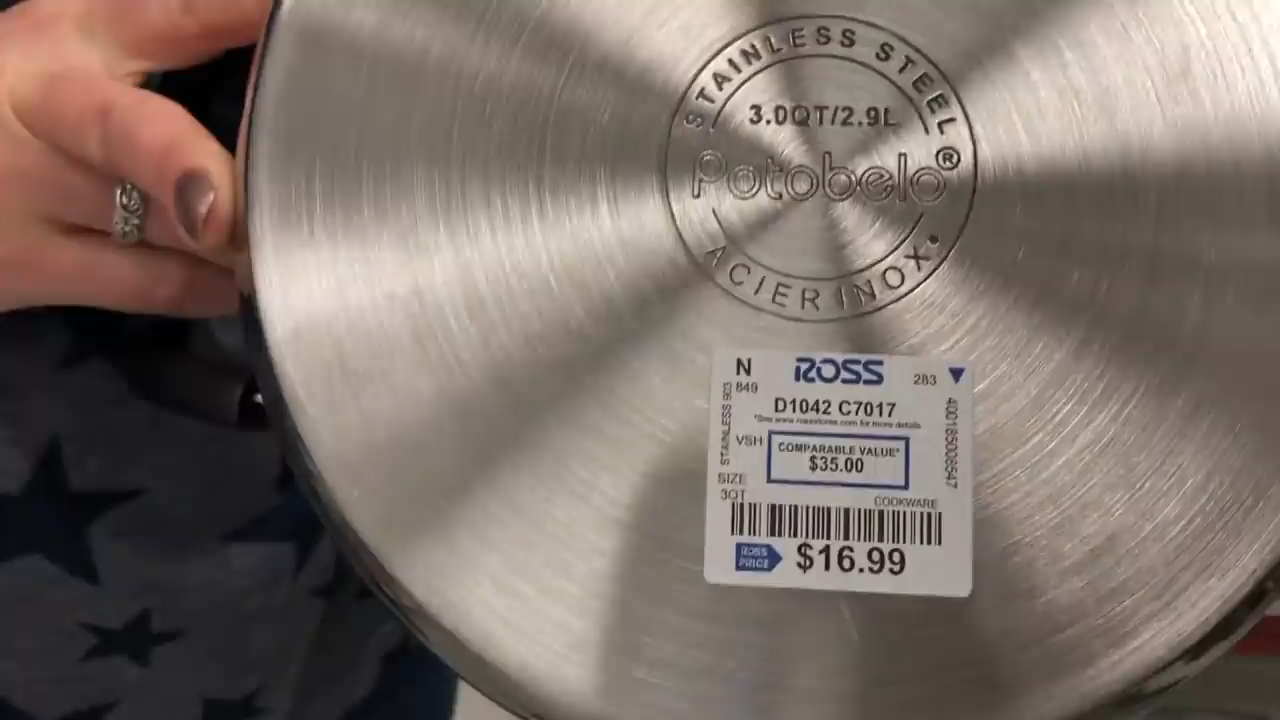 STAINLESS STEEL
3.0QT/2.9L
Potobelo®
ACIER INOX
N
ROSS
283
849
STAINLESS 903
D1042 C7017
*See www.rossstores.com for more details
VSH
COMPARABLE VALUE*
$35.00
400185008547
SIZE
3QT
COOKWARE
ROSS
PRICE
$16.99